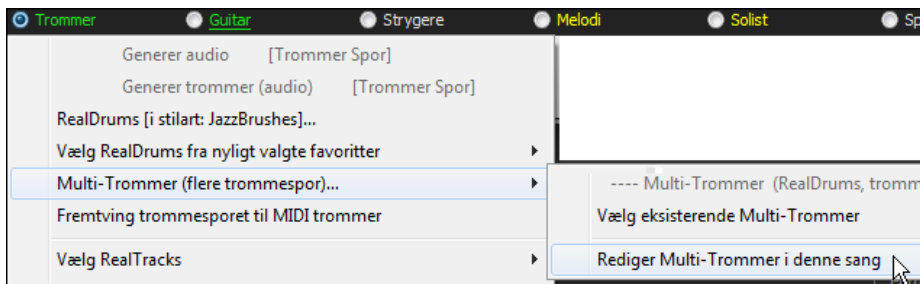 Trommer Guitar Strygere Melodi Solist Sp
Generer audio [Trommer Spor]
Generer trommer (audio) [Trommer Spor]
RealDrums [i stilart: JazzBrushes]...
Vælg RealDrums fra nyligt valgte favoritter
Multi-Trommer (flere trommespor)...
---- Multi-Trommer (RealDrums, tromm
Fremtving trommesporet til MIDI trommer
Vælg eksisterende Multi-Trommer
Vælg RealTracks
Rediger Multi-Trommer i denne sang